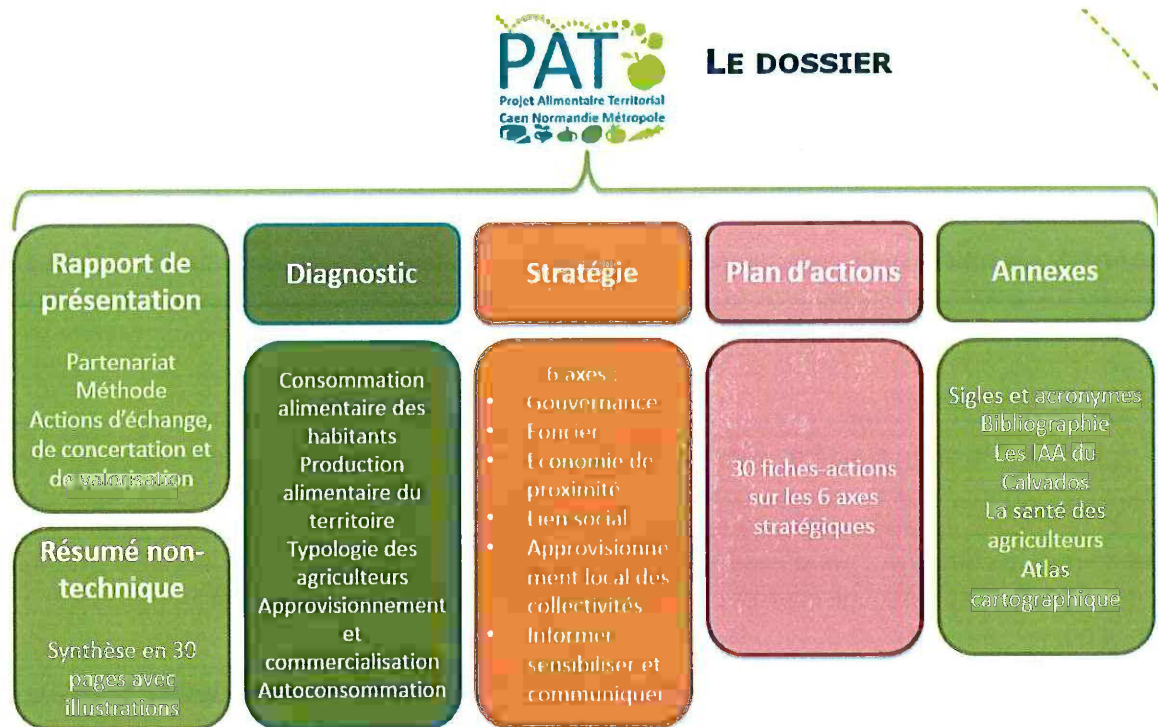 PAT
Projet Alimentaire Territorial
Caen Normandie Métropole
LE DOSSIER
Rapport de
présentation
Partenariat
Méthode
Actions d'échange,
de concertation et
de valorisation
Résumé non-
technique
Synthèse en 30
pages avec
illustrations
Diagnostic
Consommation
alimentaire des
habitants
Production
alimentaire du
territoire
Typologie des
agriculteurs
Approvisionnement
et
commercialisation
Autoconsommation
Stratégie
6 axes :
• Gouvernance
• Foncier
• Economie de
proximité
• Lien social
• Approvisionne
ment local des
collectivités
• Informer
sensibiliser et
communiquer
Plan d'actions
30 fiches-actions
sur les 6 axes
stratégiques
Annexes
Sigles et acronymes
Bibliographie
Les IAA du
Calvados
La santé des
agriculteurs
Atlas
cartographique